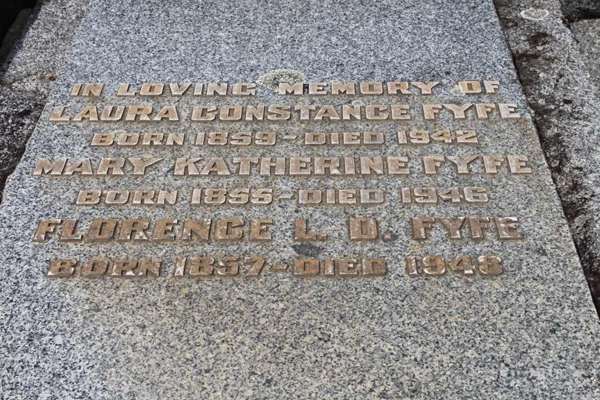 IN LOVING MEMORY OF
LAURA CONSTANCE FYFE
BORN 1859-DIED 1942
MARY KATHERINE FYFE
BORN 1855-DIED 1946
FLORENCE L. D. FYFE
BORN 1857-DIED 1948